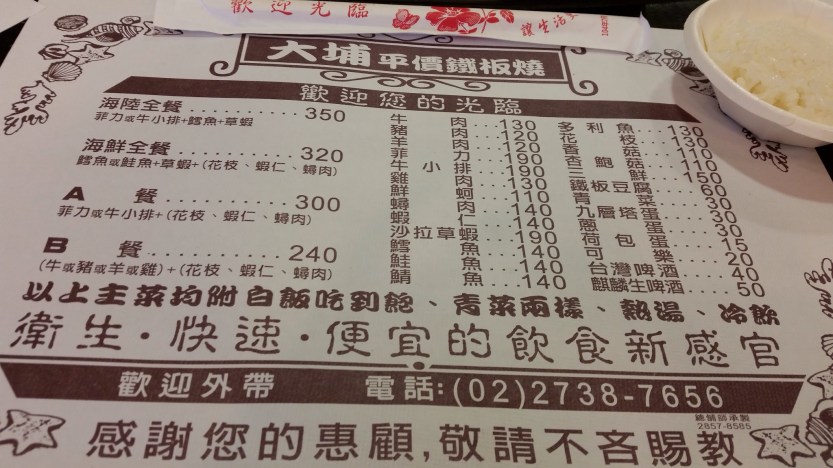 歡迎光臨
讓生活
大埔平價鐵板燒
歡迎您的光臨
海陸全餐..........350
菲力或牛小排+鱈魚+草蝦
海鮮全餐..........320
鱈魚或鮭魚+草蝦+(花枝、蝦仁、蟳肉)
A 餐............300
菲力或牛小排+(花枝、蝦仁、蟳肉)
B 餐............240
(牛或豬或羊或雞)+(花枝、蝦仁、蟳肉)
牛肉...130
豬肉...120
羊肉...120
菲力...190
牛小排...190
雞肉...130
鮮蚵...110
蟳肉...140
蝦仁...140
沙拉草蝦...190
鱈魚...140
鮭魚...140
鯖魚...140
多利魚...130
花枝...130
香菇...110
杏鮑菇...110
三鮮...150
鐵板豆腐...60
青菜...30
九層塔蛋...30
蔥蛋...30
荷包蛋...15
可樂...20
台灣啤酒...40
麒麟生啤酒...50
以上主菜均附白飯吃到飽、青菜兩樣、熱湯、冷飲
衛生·快速·便宜的飲食新感官
歡迎外帶 電話:(02)2738-7656
2857-8585
感謝您的惠顧,敬請不吝賜教